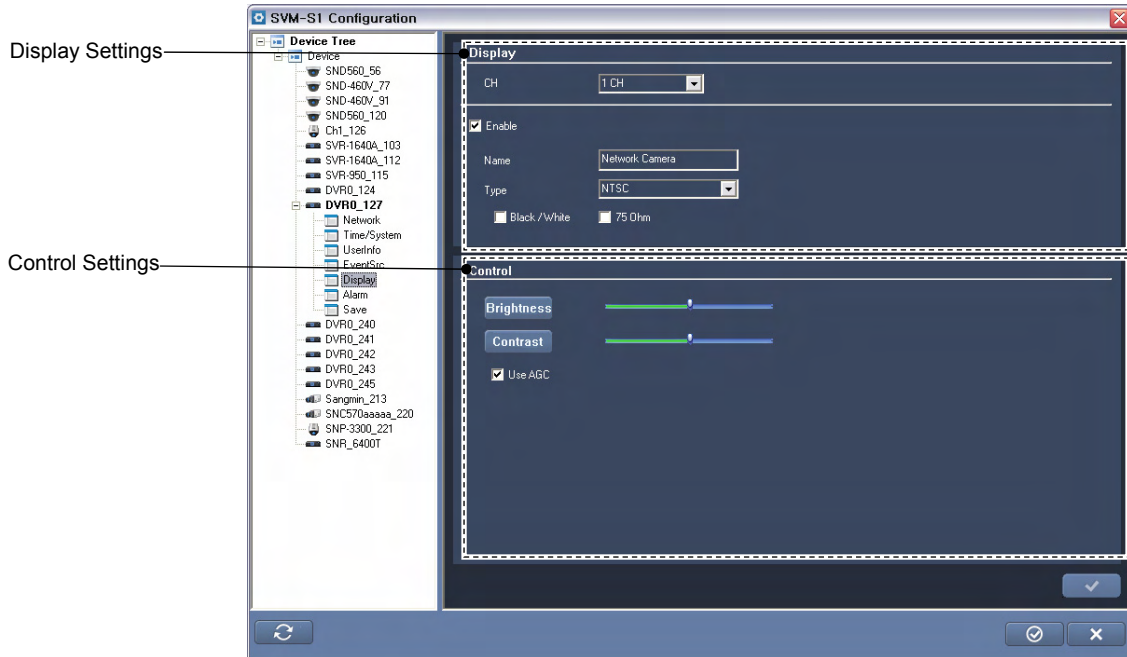 SVM-S1 Configuration
Display Settings
Control Settings
Device Tree
Device
SND560_56
SND-460V_77
SND-460V_91
SND560_120
Ch1_126
SVR-1640A_103
SVR-1640A_112
SVR-950_115
DVR0_124
DVR0_127
Network
Time/System
UserInfo
EventSrc
Display
Alarm
Save
DVR0_240
DVR0_241
DVR0_242
DVR0_243
DVR0_245
Sangmin_213
SNC570aaaaa_220
SNP-3300_221
SNR_6400T
Display
CH 1 CH
Enable
Name Network Camera
Type NTSC
Black /White 75 Ohm
Control
Brightness
Contrast
Use AGC